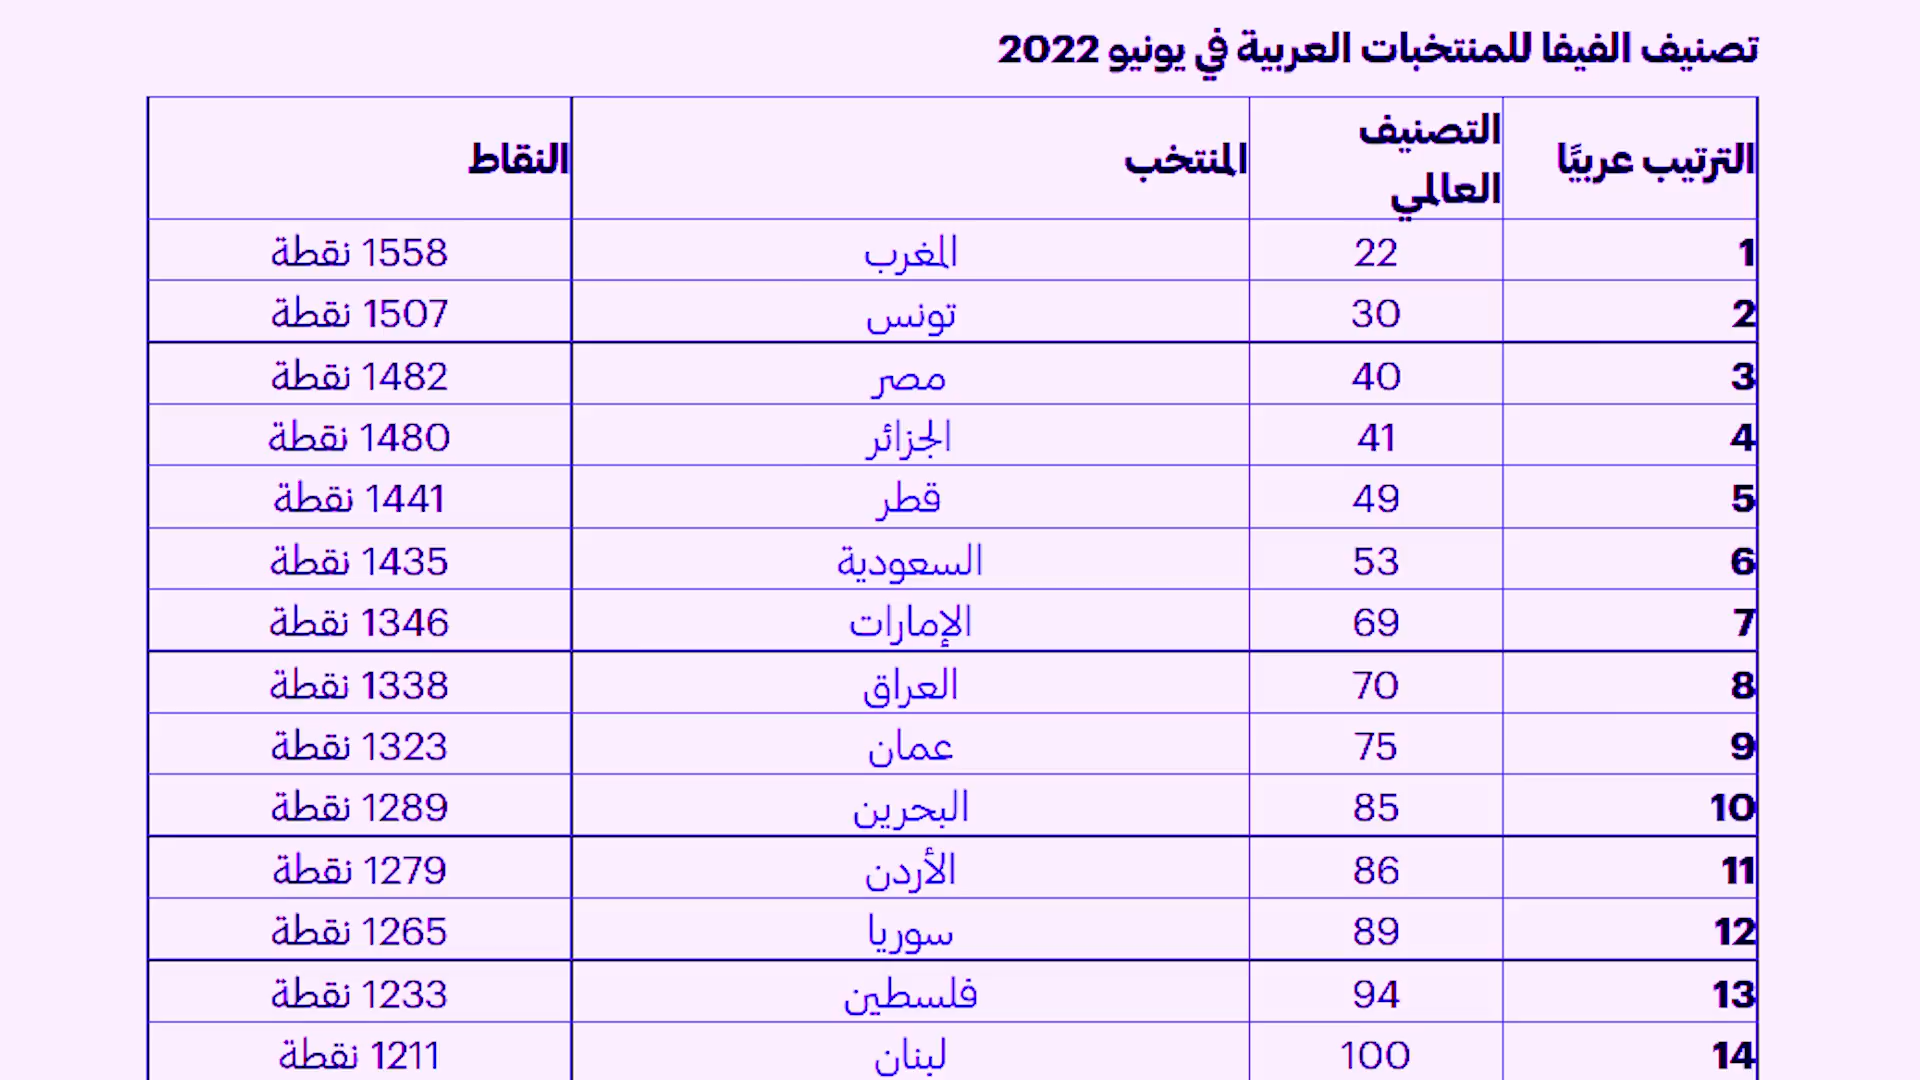 تصنيف الفيفا للمنتخبات العربية في يونيو 2022
الترتيب عربيًا التصنيف العالمي المنتخب النقاط
1 22 المغرب 1558 نقطة
2 30 تونس 1507 نقطة
3 40 مصر 1482 نقطة
4 41 الجزائر 1480 نقطة
5 49 قطر 1441 نقطة
6 53 السعودية 1435 نقطة
7 69 الإمارات 1346 نقطة
8 70 العراق 1338 نقطة
9 75 عمان 1323 نقطة
10 85 البحرين 1289 نقطة
11 86 الأردن 1279 نقطة
12 89 سوريا 1265 نقطة
13 94 فلسطين 1233 نقطة
14 100 لبنان 1211 نقطة